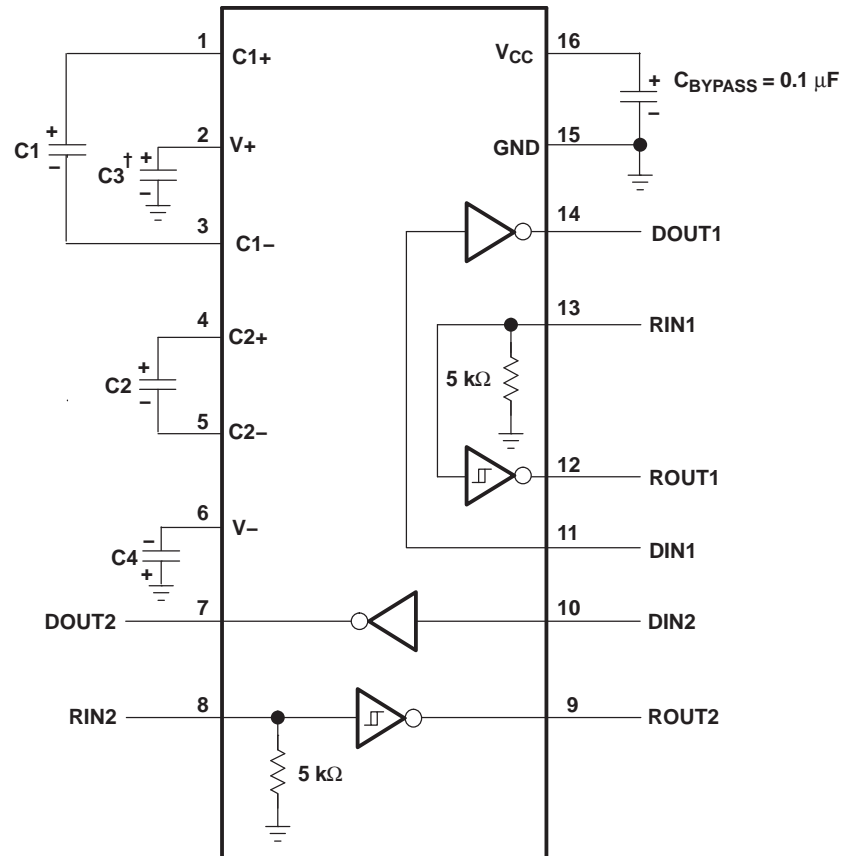 1
C1+
VCC
16
+
CBYPASS = 0.1 μF
−
C1
+
−
2
V+
C3†
+
−
GND
15
3
C1−
14
DOUT1
4
C2+
13
RIN1
C2
+
−
5 kΩ
5
C2−
12
ROUT1
6
V−
C4
−
+
11
DIN1
DOUT2
7
10
DIN2
RIN2
8
9
ROUT2
5 kΩ